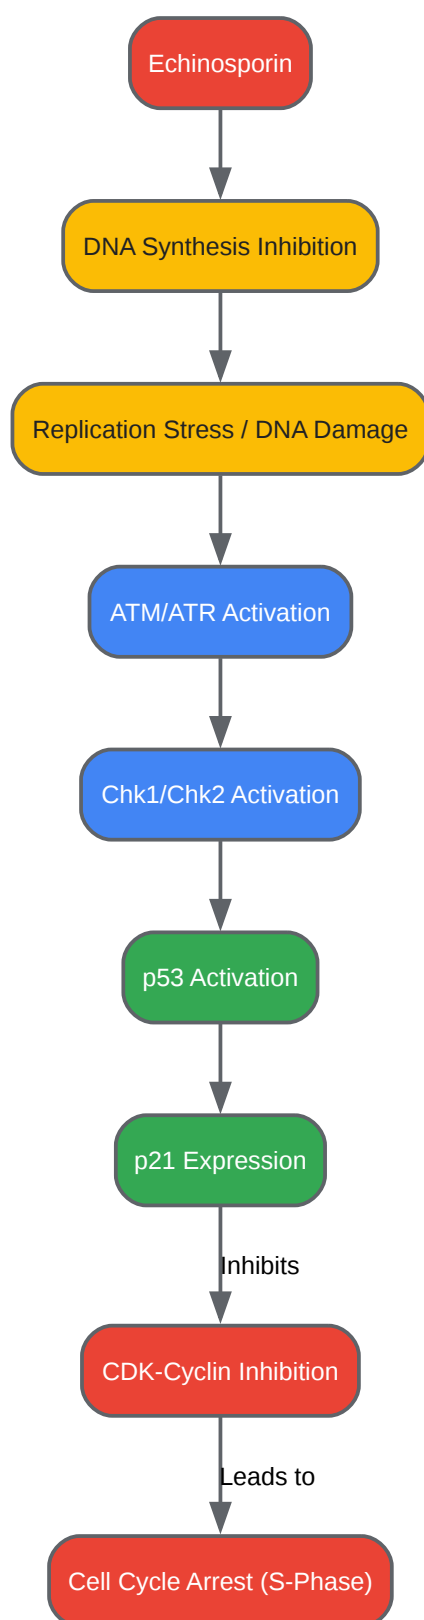 Echinosporin
DNA Synthesis Inhibition
Replication Stress / DNA Damage
ATM/ATR Activation
Chk1/Chk2 Activation
p53 Activation
p21 Expression
Inhibits
CDK-Cyclin Inhibition
Leads to
Cell Cycle Arrest (S-Phase)